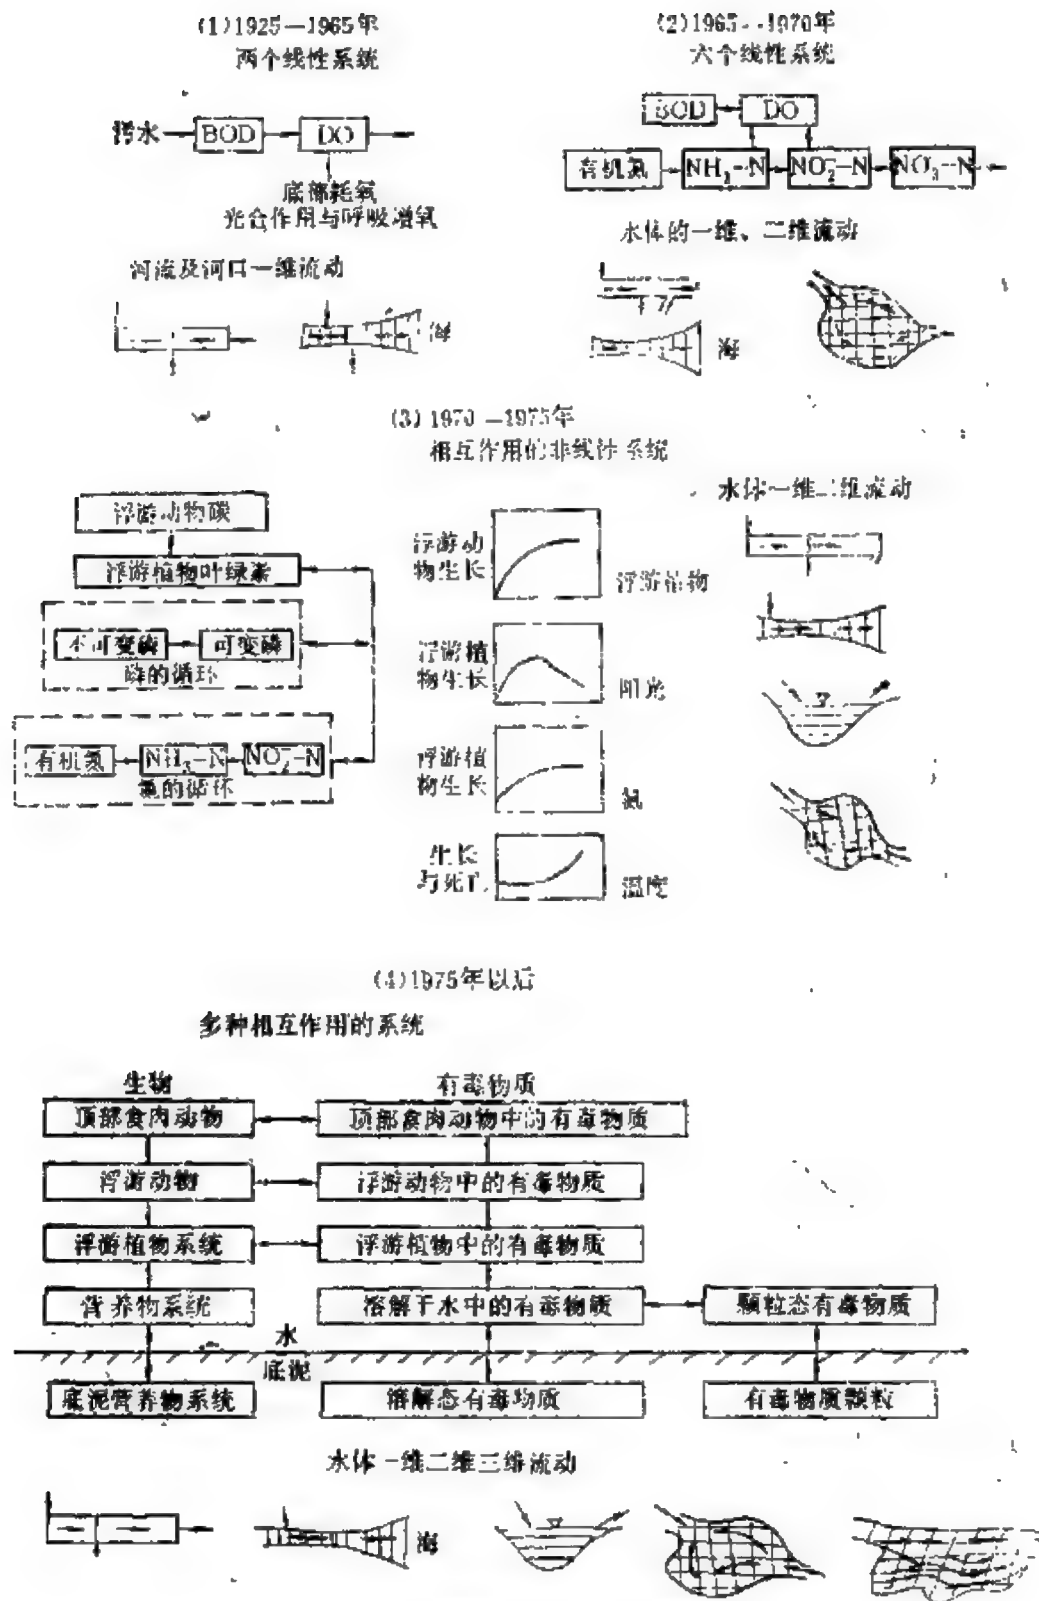 (1)1925—1965年
两个线性系统
污水 BOD DO
底部耗氧
光合作用与呼吸增氧
河流及河口一维流动
海
(2)1965--1970年
六个线性系统
BOD DO
有机氮 NH₃-N NO₂⁻-N NO₃⁻-N
水体的一维、二维流动
海
(3)1970—1975年
相互作用的非线性系统
浮游动物碳
浮游植物叶绿素
不可变磷 可变磷
磷的循环
有机氮 NH₃-N
氮的循环
浮游动
物生长
浮游植物
浮游植
物生长
阳光
浮游植
物生长
氮
生长
与死亡
温度
水体一维二维流动
(4)1975年以后
多种相互作用的系统
生物 有毒物质
顶部食肉动物 顶部食肉动物中的有毒物质
浮游动物 浮游动物中的有毒物质
浮游植物系统 浮游植物中的有毒物质
营养物系统 溶解于水中的有毒物质 颗粒态有毒物质
水
底泥
底泥营养物系统 溶解态有毒物质 有毒物质颗粒
水体一维二维三维流动
海